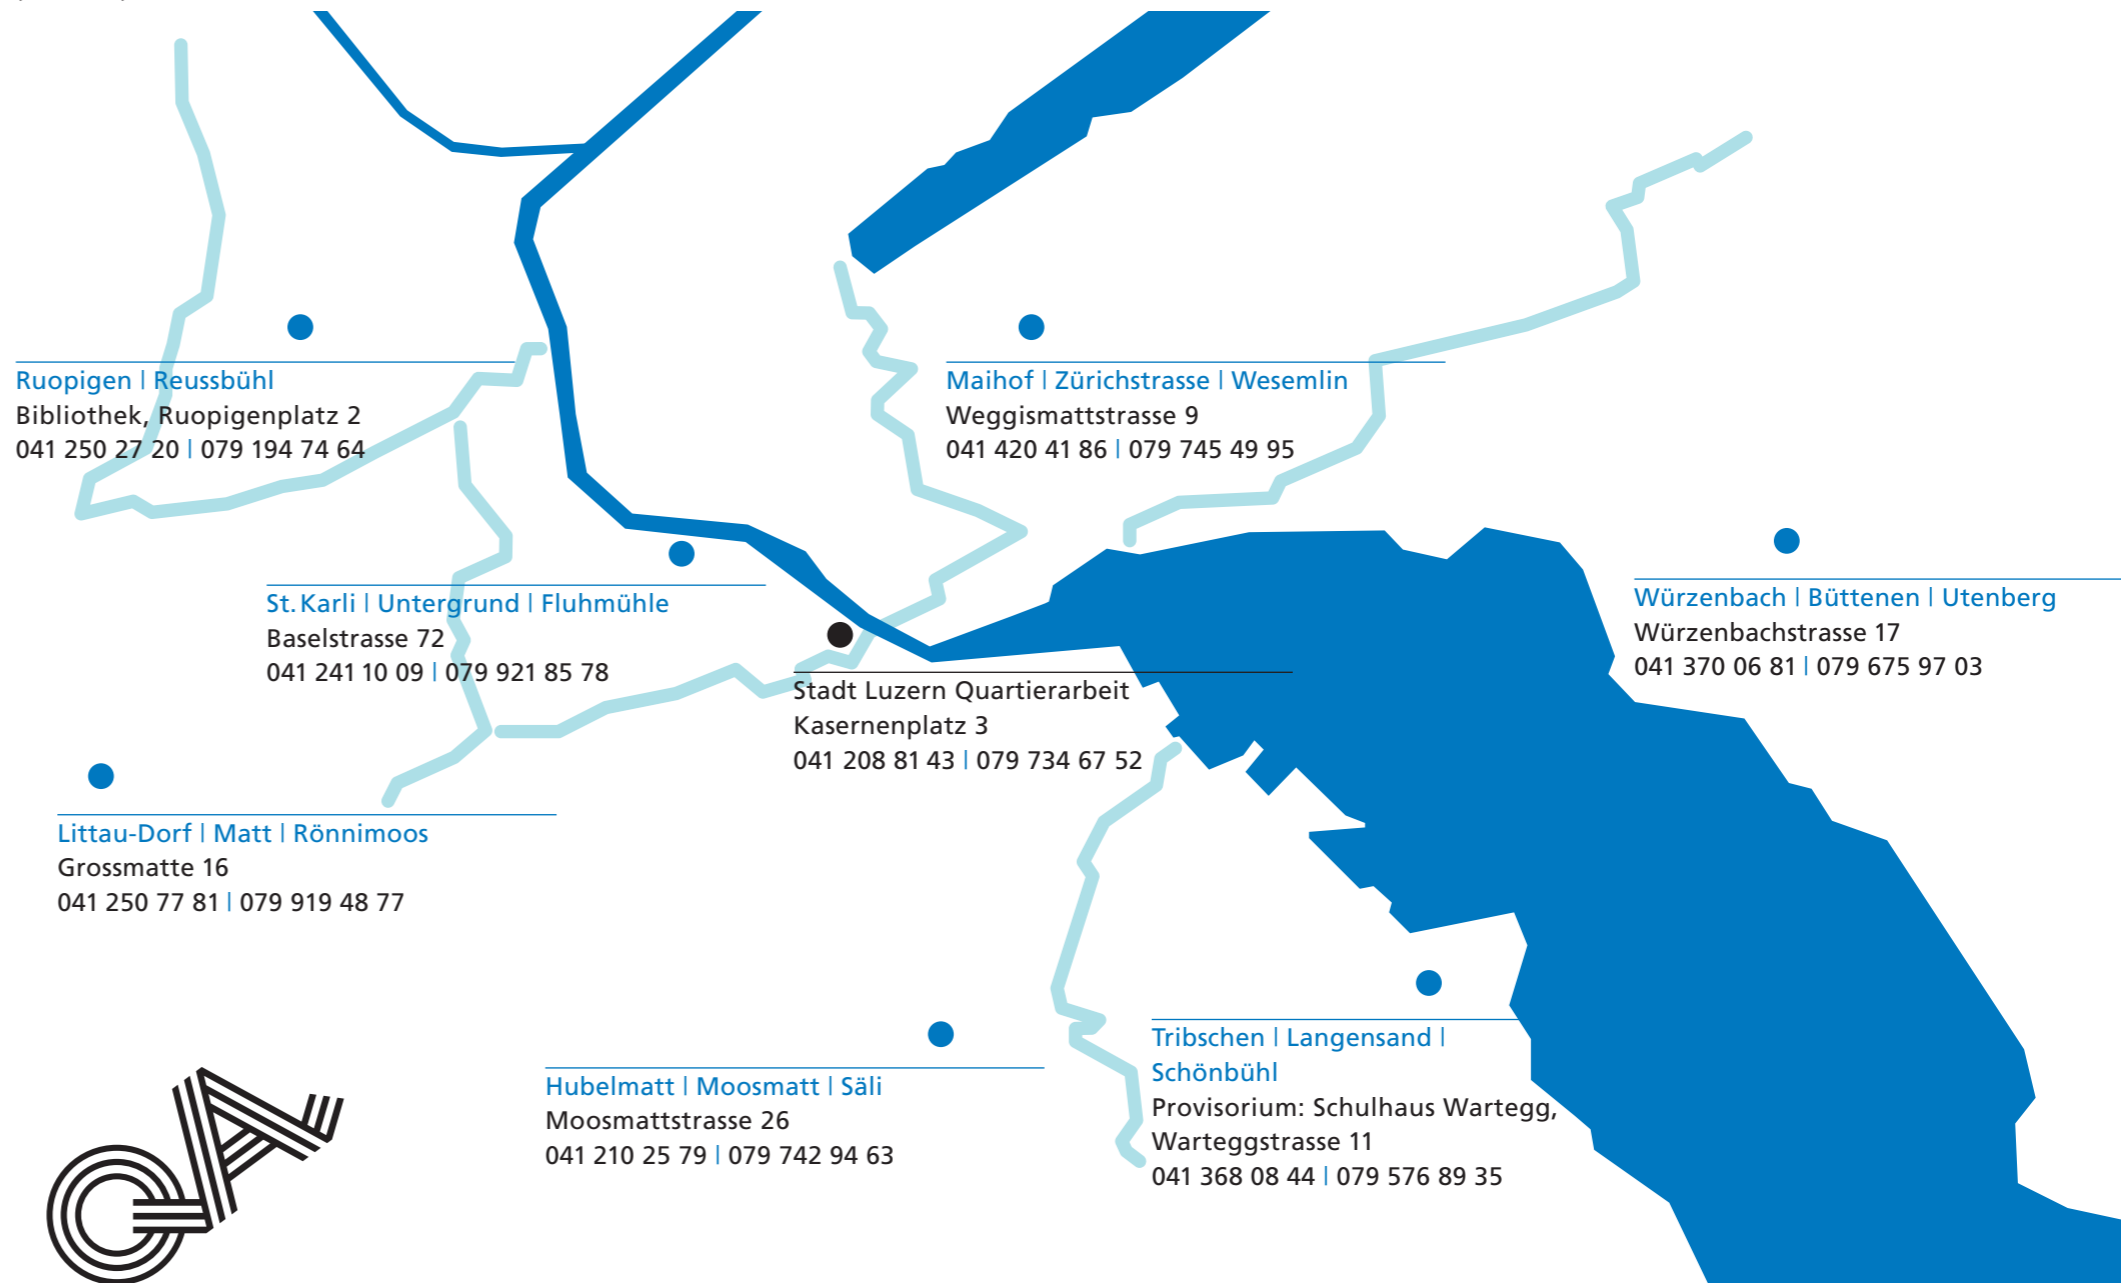 Ruopigen | Reussbühl
Bibliothek, Ruopigenplatz 2
041 250 27 20 | 079 194 74 64
Maihof | Zürichstrasse | Wesemlin
Weggismattstrasse 9
041 420 41 86 | 079 745 49 95
St. Karli | Untergrund | Fluhmühle
Baselstrasse 72
041 241 10 09 | 079 921 85 78
Würzenbach | Büttenen | Utenberg
Würzenbachstrasse 17
041 370 06 81 | 079 675 97 03
Stadt Luzern Quartierarbeit
Kasernenplatz 3
041 208 81 43 | 079 734 67 52
Littau-Dorf | Matt | Rönnimoos
Grossmatte 16
041 250 77 81 | 079 919 48 77
Hubelmatt | Moosmatt | Säli
Moosmattstrasse 26
041 210 25 79 | 079 742 94 63
Tribschen | Langensand |
Schönbühl
Provisorium: Schulhaus Wartegg,
Warteggstrasse 11
041 368 08 44 | 079 576 89 35